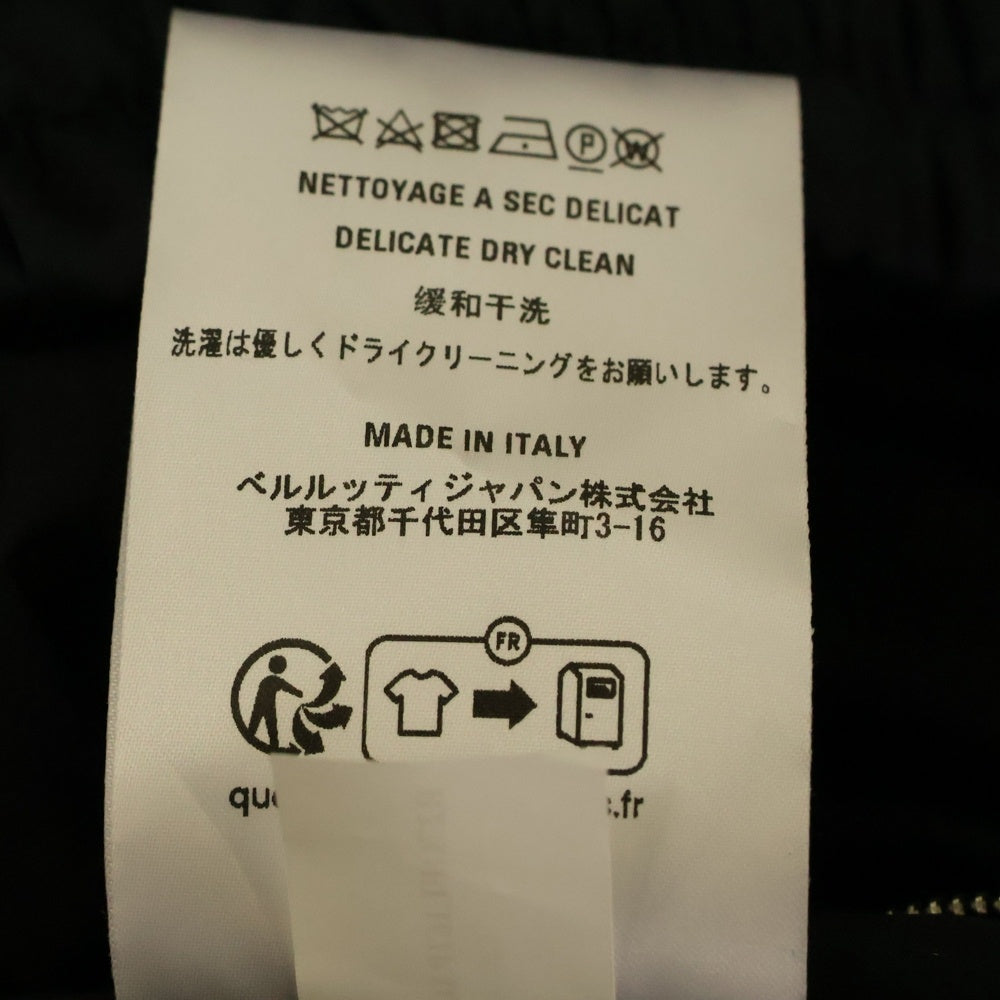 P W
NETTOYAGE A SEC DELICAT
DELICATE DRY CLEAN
缓和干洗
洗濯は優しくドライクリーニングをお願いします。
MADE IN ITALY
ベルルッティジャパン株式会社
東京都千代田区隼町3-16
FR
.fr